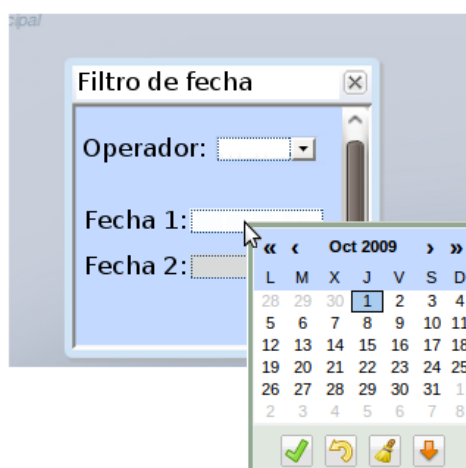 cipal
Filtro de fecha
Operador:
Fecha 1:
Fecha 2:
« ‹ Oct 2009 › »
L M X J V S D
28 29 30 1 2 3 4
5 6 7 8 9 10 11
12 13 14 15 16 17 18
19 20 21 22 23 24 25
26 27 28 29 30 31 1
2 3 4 5 6 7 8